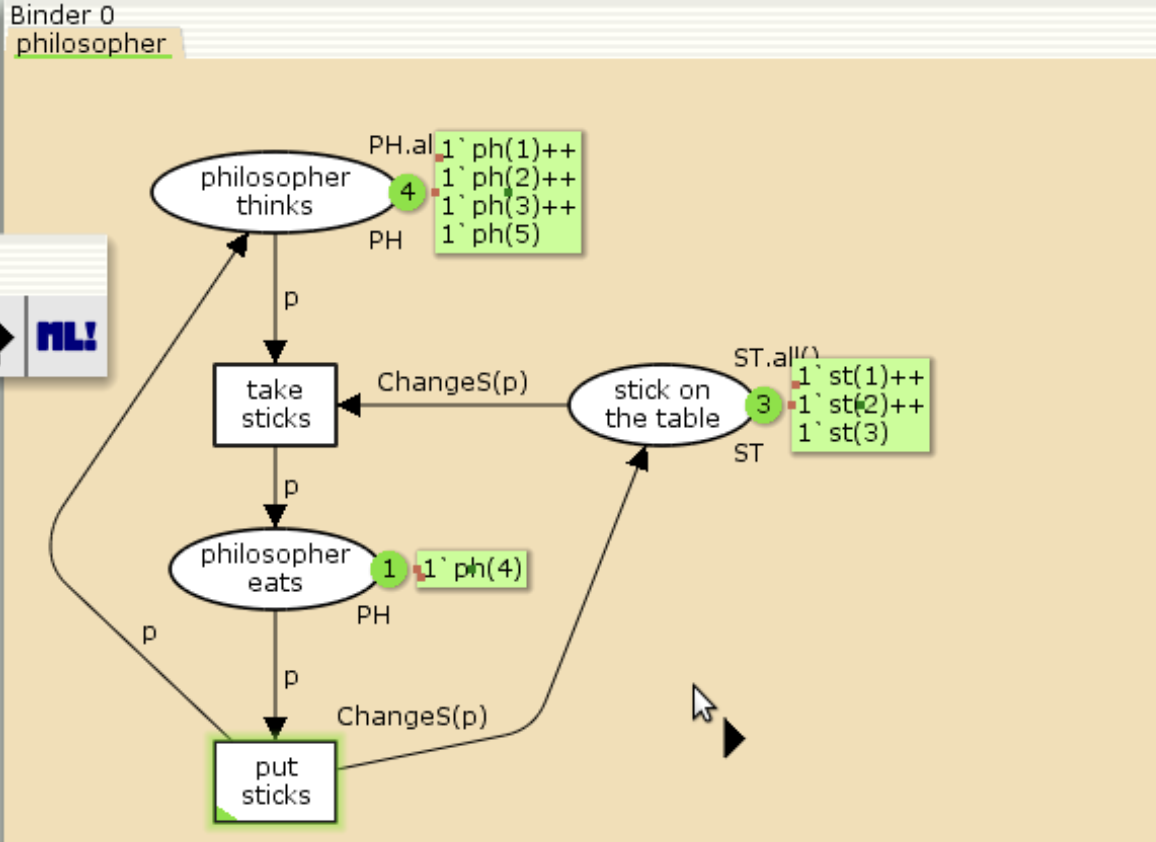 Binder 0
philosopher
PH.al
1`ph(1)++
1`ph(2)++
1`ph(3)++
1`ph(5)
philosopher
thinks
4
PH
p
ML!
take
sticks
ChangeS(p)
stick on
the table
3
ST.all()
1`st(1)++
1`st(2)++
1`st(3)
ST
p
philosopher
eats
1
1`ph(4)
PH
p
p
ChangeS(p)
put
sticks